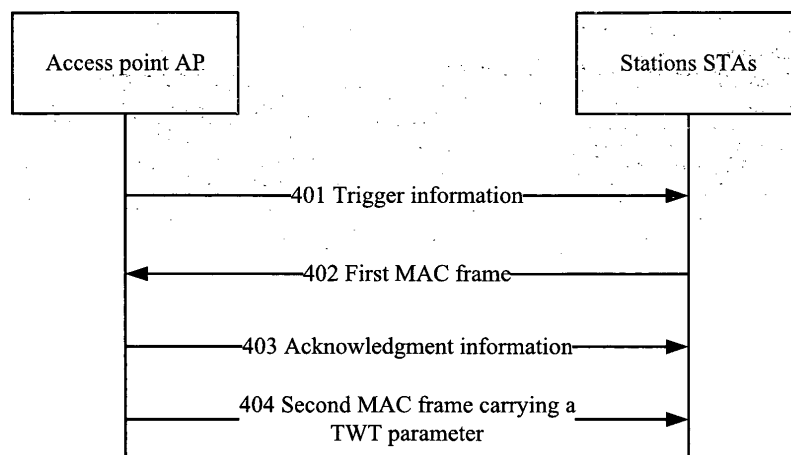 Access point AP
Stations STAs
401 Trigger information
402 First MAC frame
403 Acknowledgment information
404 Second MAC frame carrying a
TWT parameter